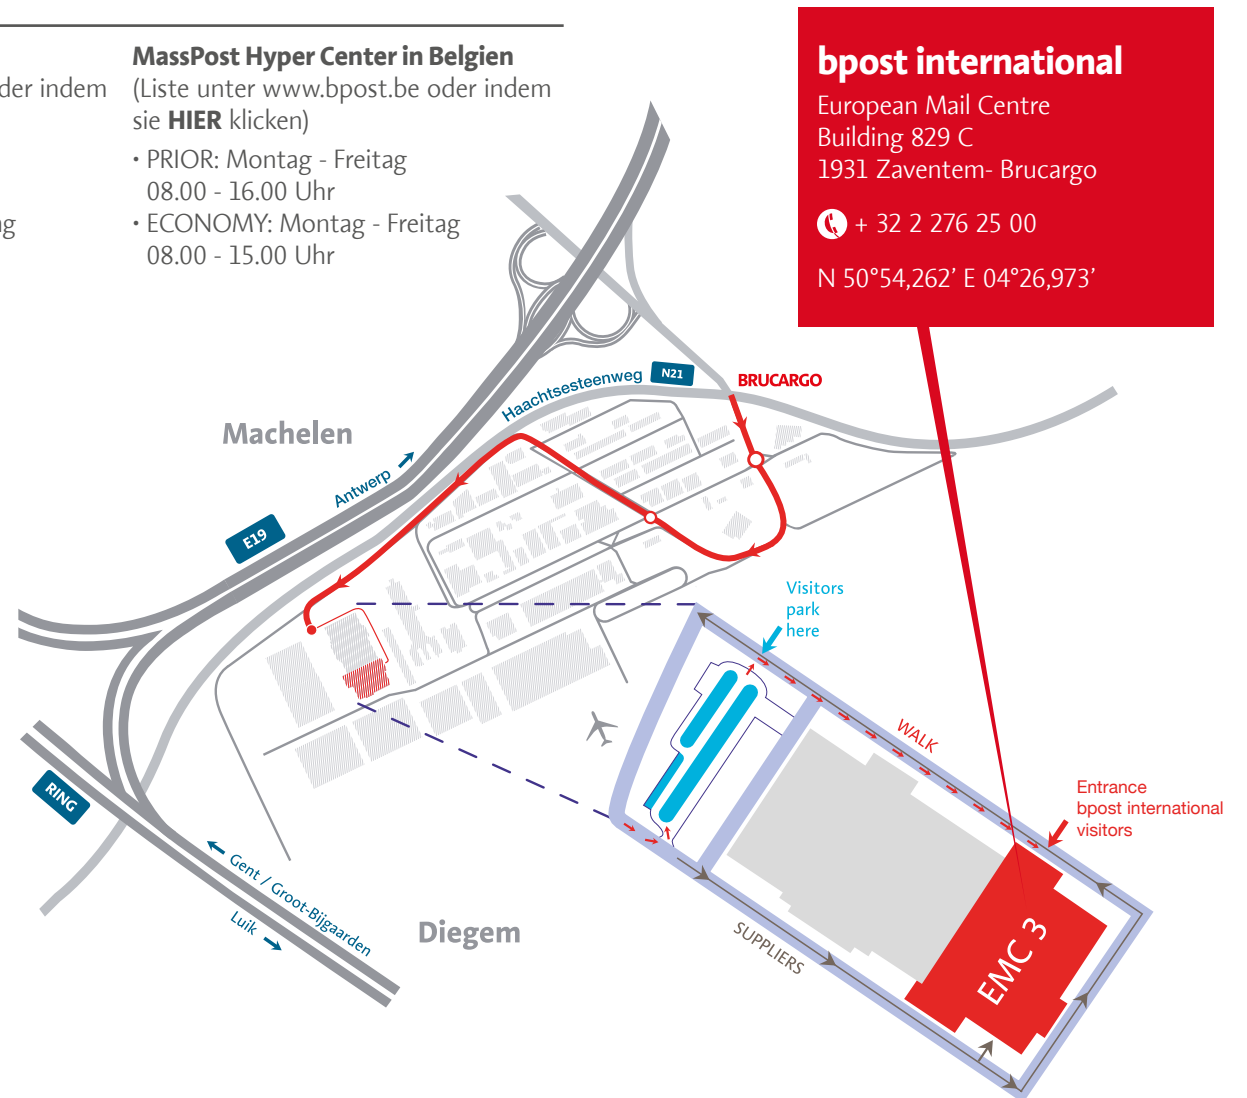 der indem
ng
MassPost Hyper Center in Belgien
(Liste unter www.bpost.be oder indem
sie HIER klicken)
• PRIOR: Montag - Freitag
08.00 - 16.00 Uhr
• ECONOMY: Montag - Freitag
08.00 - 15.00 Uhr
bpost international
European Mail Centre
Building 829 C
1931 Zaventem- Brucargo
+ 32 2 276 25 00
N 50°54,262’ E 04°26,973’
Haachtsesteenweg
N21
BRUCARGO
Machelen
Antwerp
E19
Visitors
park
here
WALK
Entrance
bpost international
visitors
RING
Gent / Groot-Bijgaarden
Luik
Diegem
SUPPLIERS
EMC 3